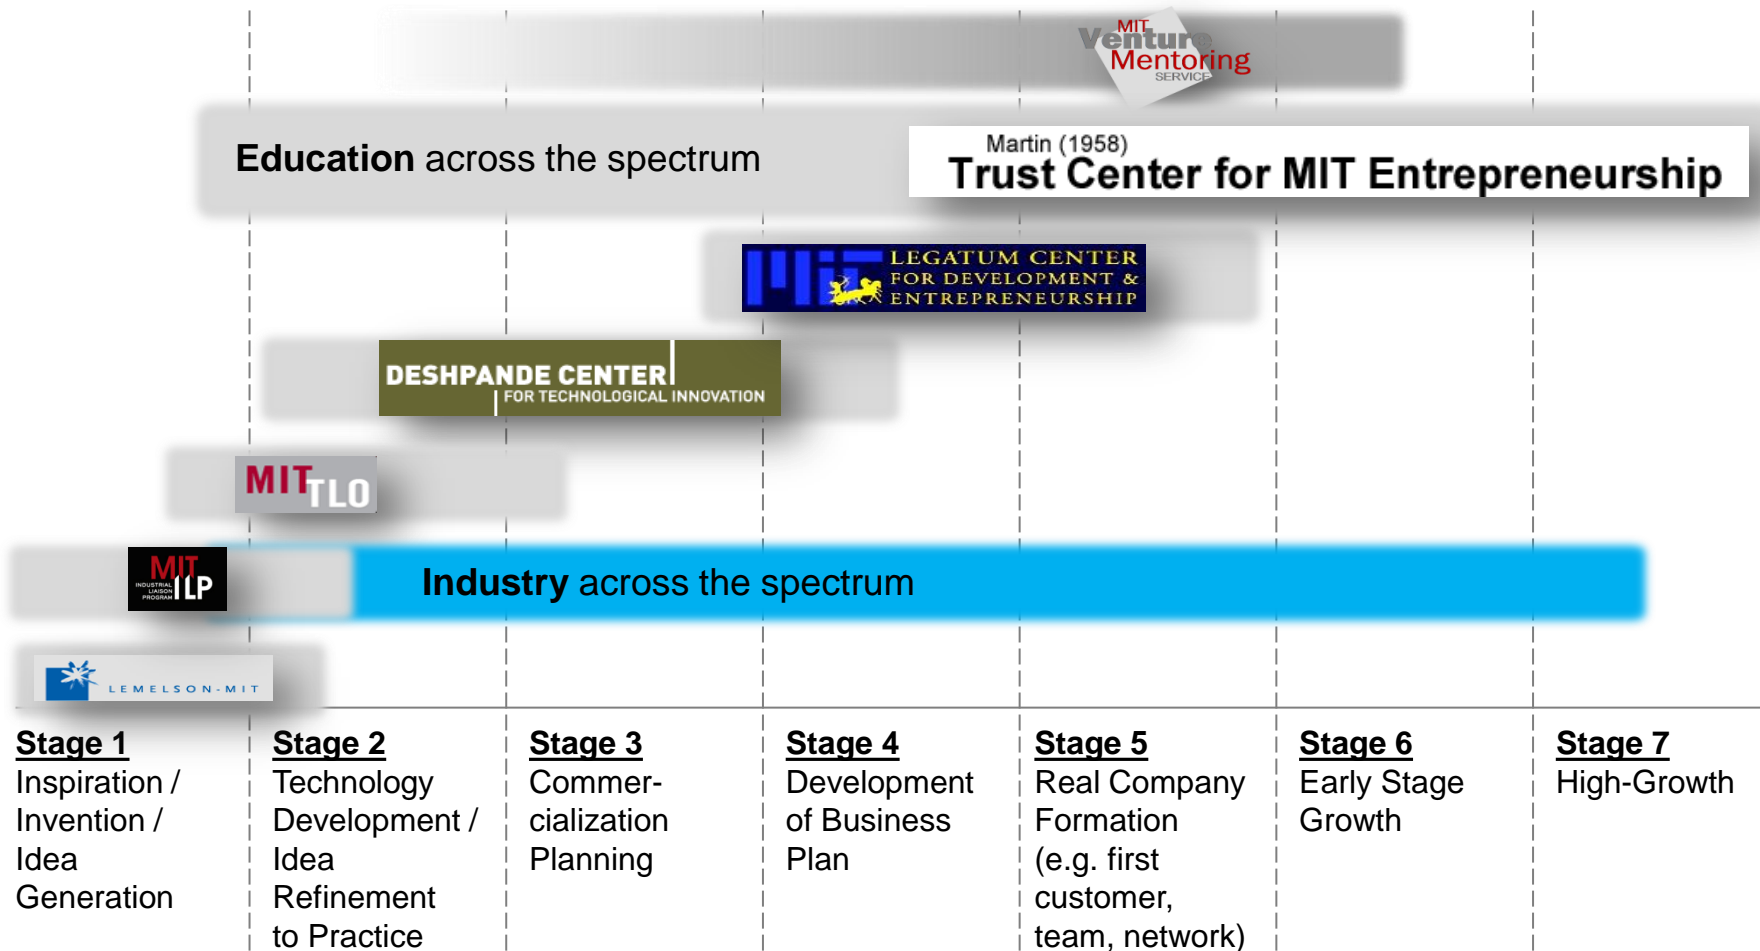 MIT
Venture
Mentoring
SERVICE
Education across the spectrum
Martin (1958)
Trust Center for MIT Entrepreneurship
MIT
LEGATUM CENTER
FOR DEVELOPMENT &
ENTREPRENEURSHIP
DESHPANDE CENTER
FOR TECHNOLOGICAL INNOVATION
MIT
TLO
MIT
INDUSTRIAL
LIAISON
PROGRAM
ILP
Industry across the spectrum
LEMELSON-MIT
Stage 1
Inspiration /
Invention /
Idea
Generation
Stage 2
Technology
Development /
Idea
Refinement
to Practice
Stage 3
Commer-
cialization
Planning
Stage 4
Development
of Business
Plan
Stage 5
Real Company
Formation
(e.g. first
customer,
team, network)
Stage 6
Early Stage
Growth
Stage 7
High-Growth